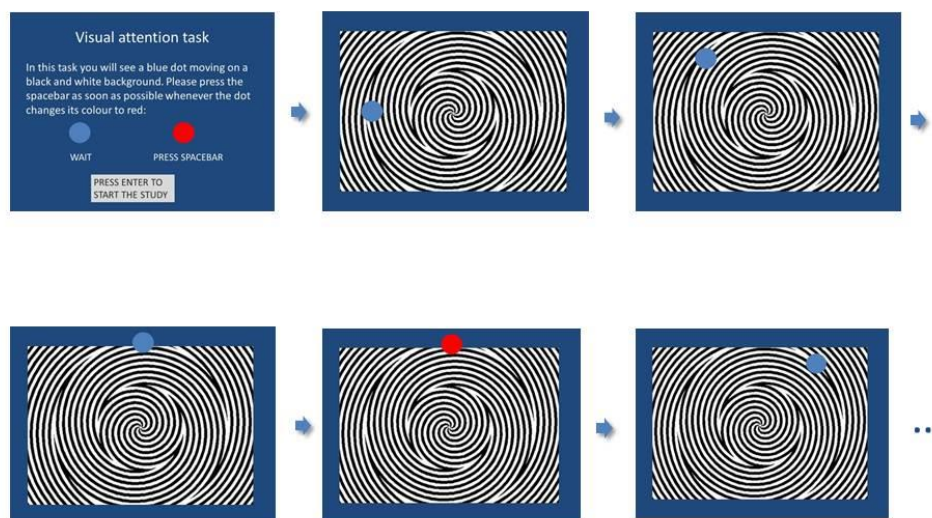 Visual attention task
In this task you will see a blue dot moving on a
black and white background. Please press the
spacebar as soon as possible whenever the dot
changes its colour to red:
WAIT
PRESS SPACEBAR
PRESS ENTER TO
START THE STUDY